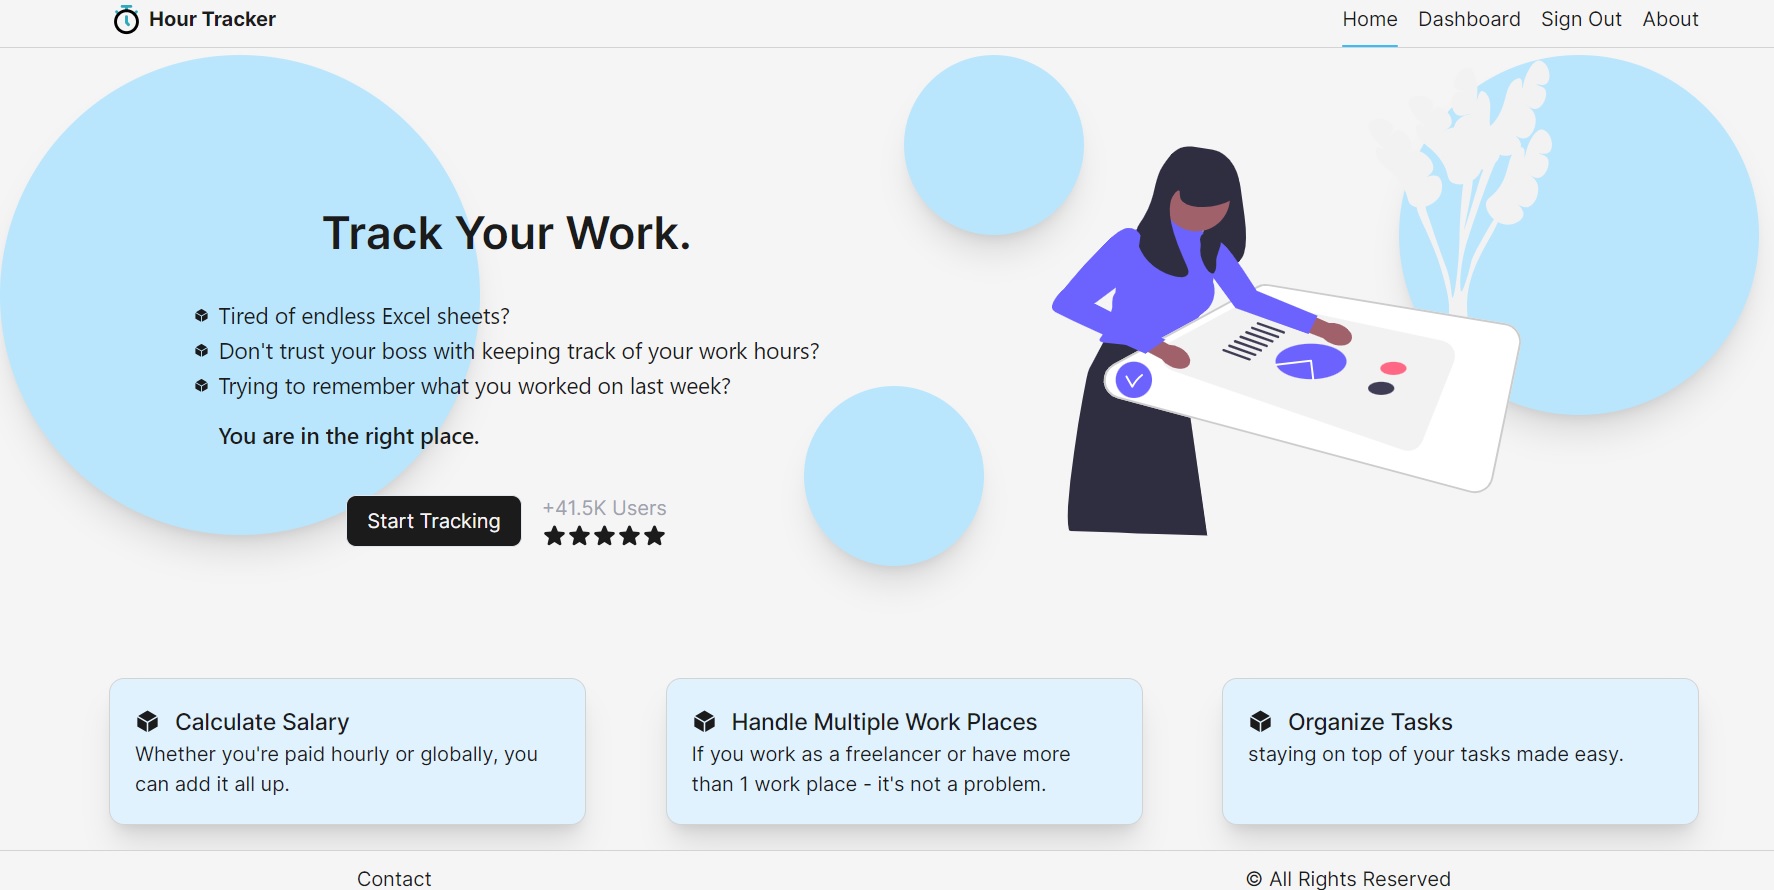 Hour Tracker
Home Dashboard Sign Out About
Track Your Work.
Tired of endless Excel sheets?
Don't trust your boss with keeping track of your work hours?
Trying to remember what you worked on last week?
You are in the right place.
Start Tracking
+41.5K Users
Calculate Salary
Whether you're paid hourly or globally, you
can add it all up.
Handle Multiple Work Places
If you work as a freelancer or have more
than 1 work place - it's not a problem.
Organize Tasks
staying on top of your tasks made easy.
Contact
© All Rights Reserved